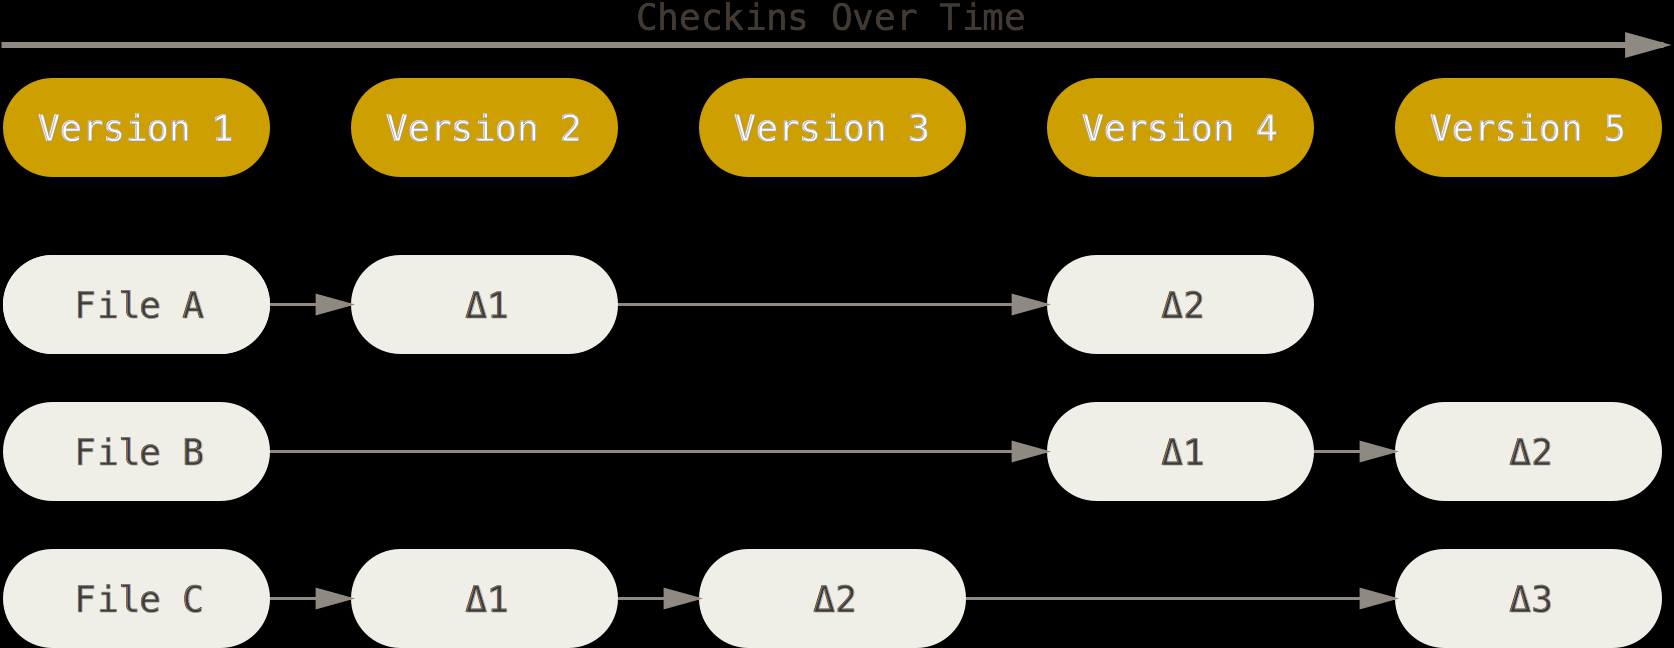 Checkins Over Time
Version 1 Version 2 Version 3 Version 4 Version 5
File A Δ1 Δ2
File B Δ1 Δ2
File C Δ1 Δ2 Δ3